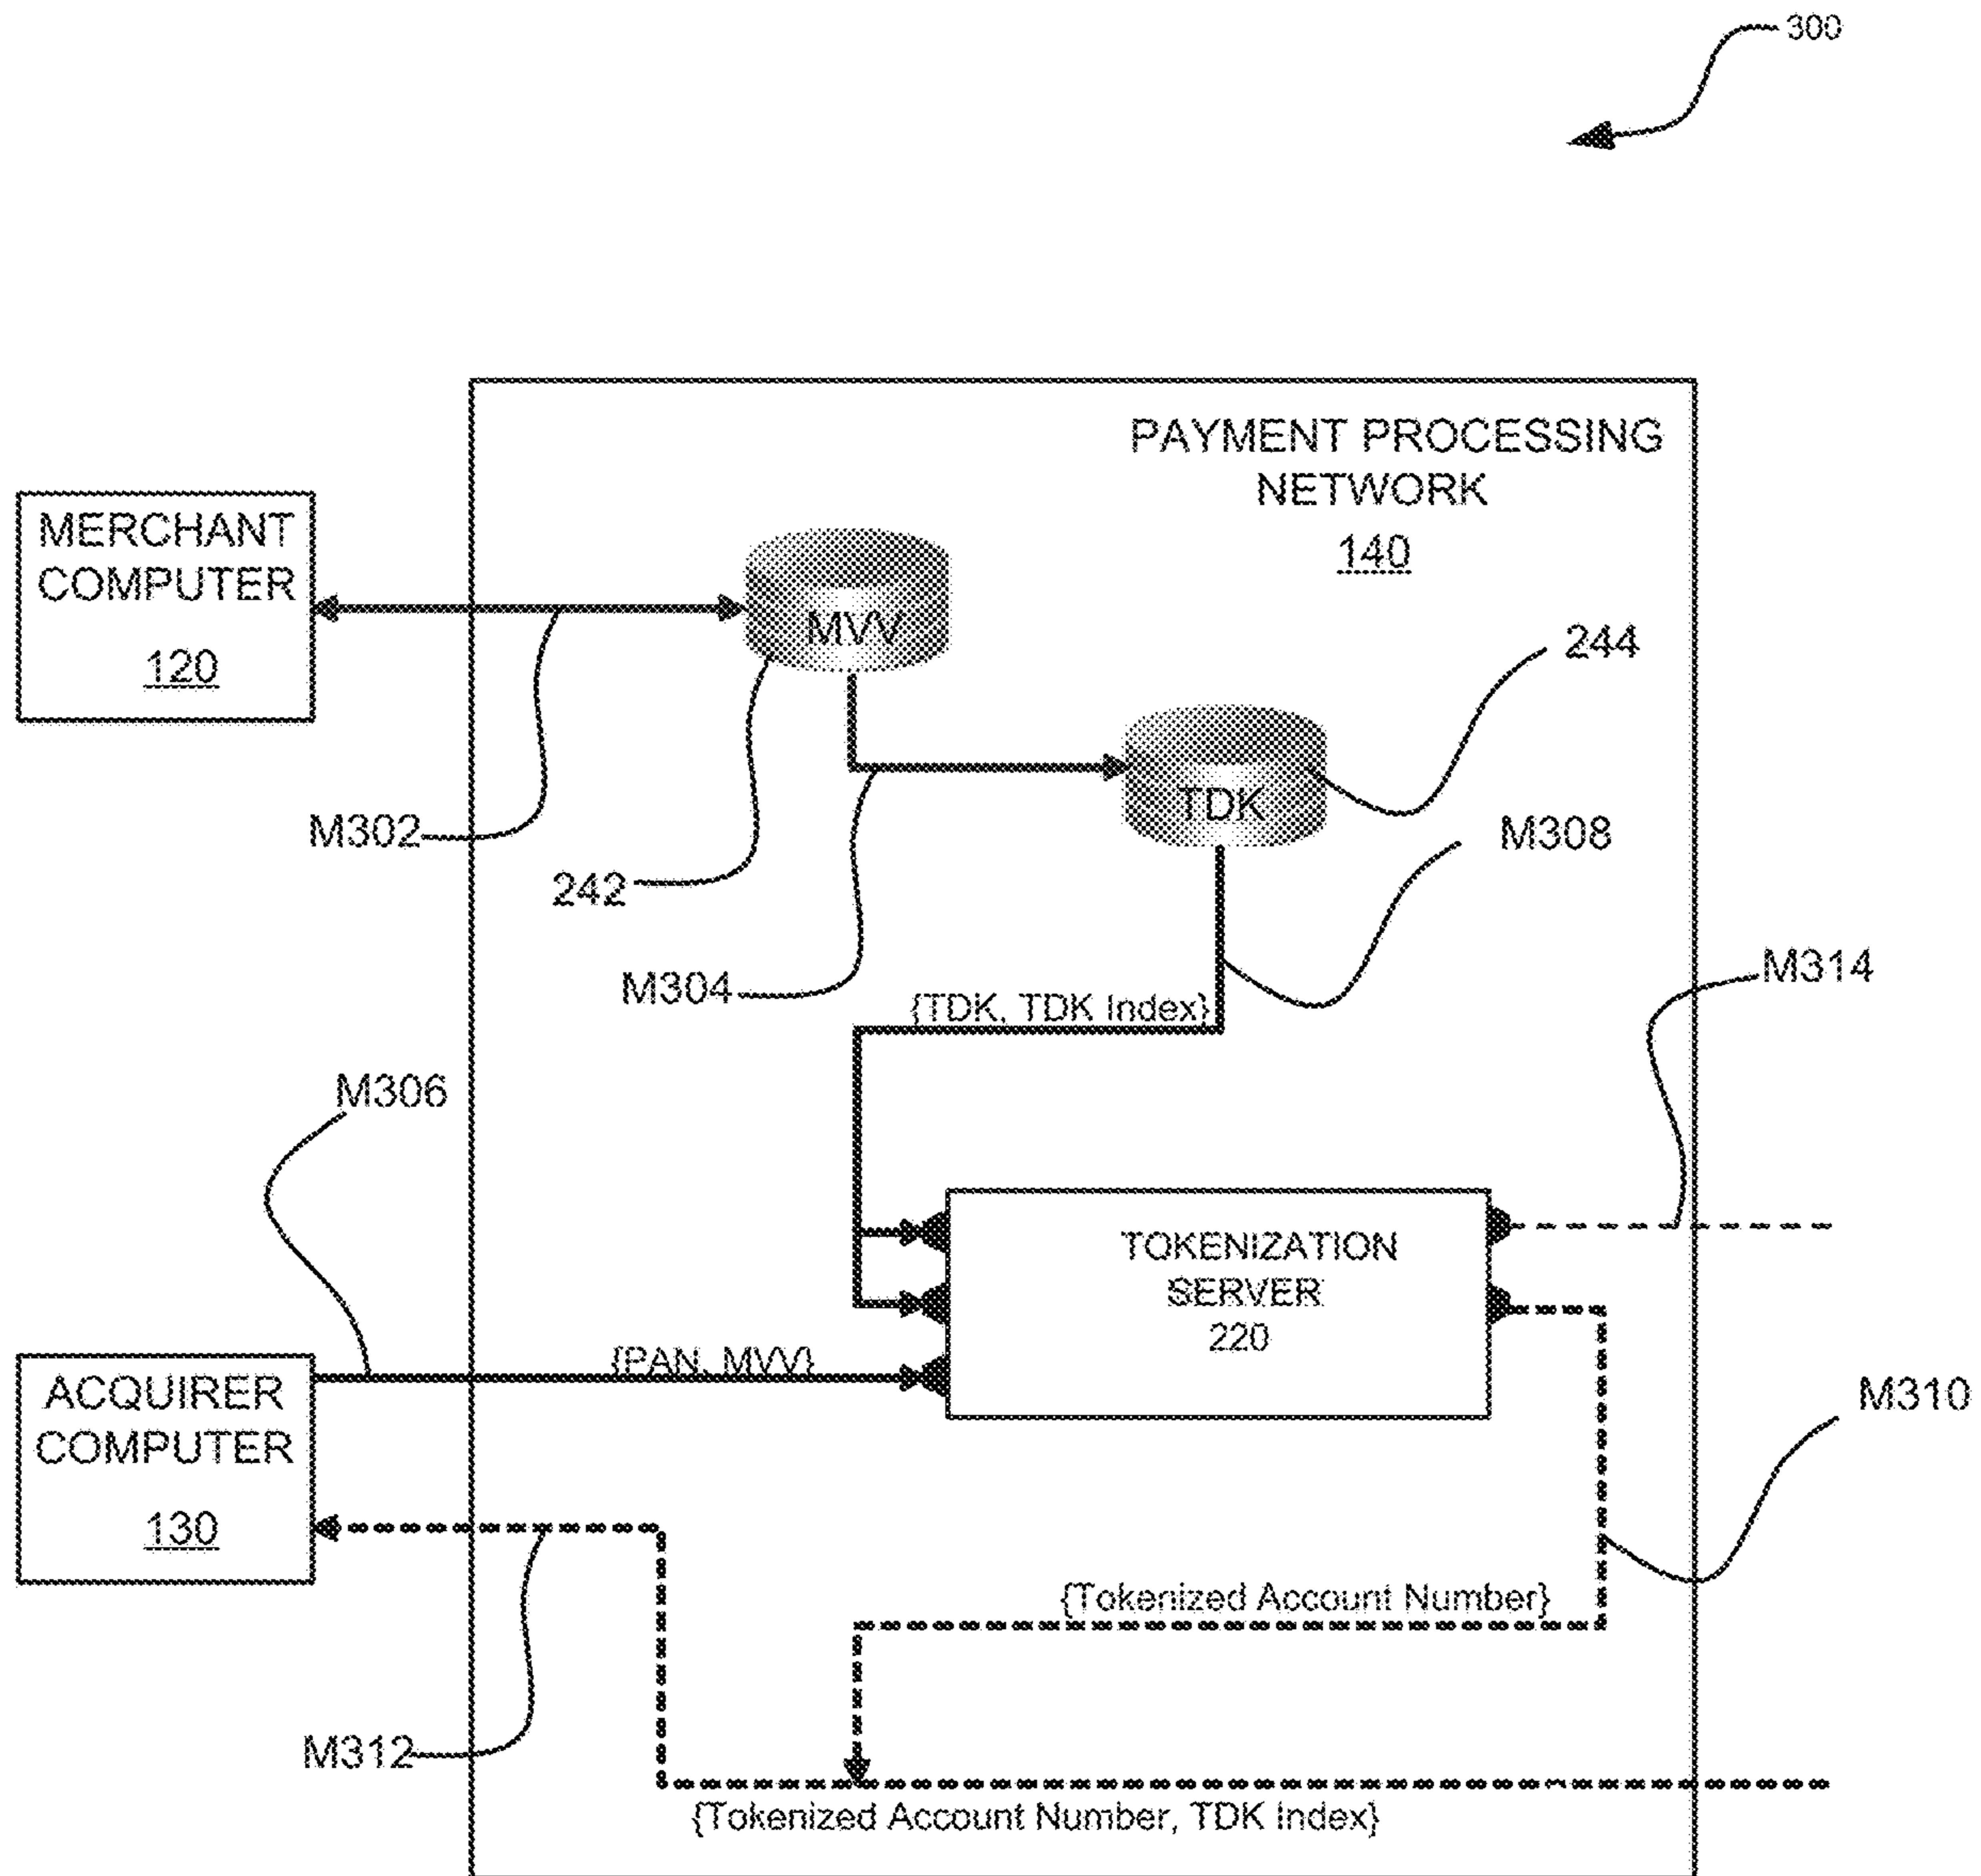 300
PAYMENT PROCESSING
NETWORK
140
MERCHANT
COMPUTER
120
MVV
244
TDK
M302
242
M308
M304
{TDK, TDK Index}
M314
M306
TOKENIZATION
SERVER
220
{PAN, MVV}
ACQUIRER
COMPUTER
130
M310
{Tokenized Account Number}
M312
{Tokenized Account Number, TDK Index}